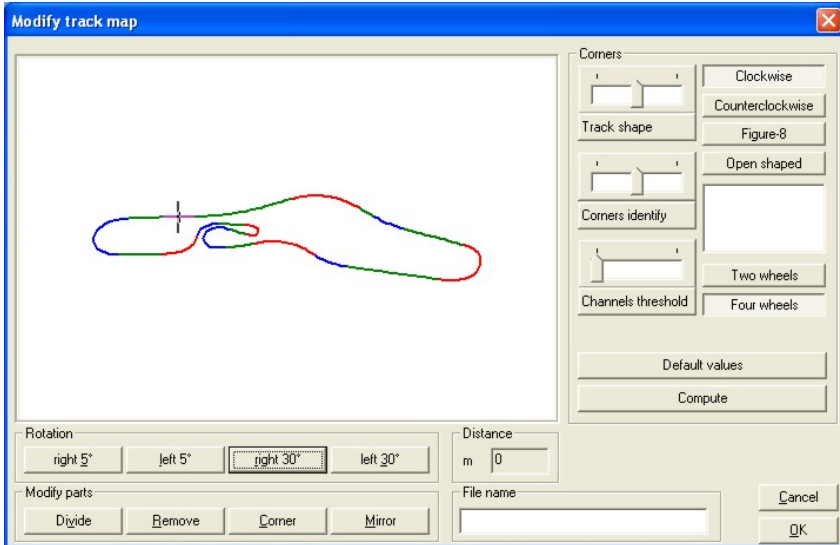 Modify track map
Corners
Clockwise
Counterclockwise
Track shape
Figure-8
Open shaped
Corners identify
Two wheels
Channels threshold
Four wheels
Default values
Compute
Rotation
right 5°
left 5°
right 30°
left 30°
Distance
m 0
Modify parts
Divide
Remove
Corner
Mirror
File name
Cancel
OK